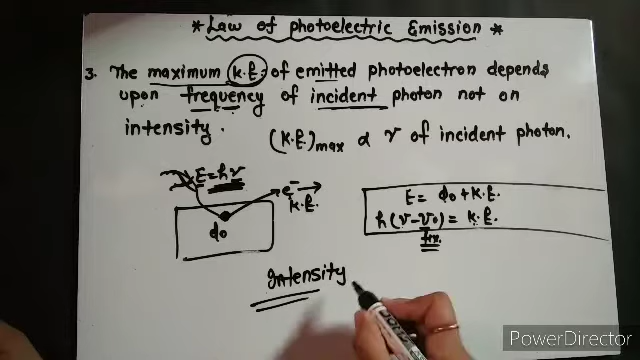 * Law of photoelectric Emission *
3. The maximum K.E. of emitted photoelectron depends
upon frequency of incident photon not on
intensity.
(K.E.)max α ν of incident photon.
E=hν
e⁻
K.E.
ϕ0
E = ϕ0 + K.E.
h(ν-ν0) = K.E.
fix.
Intensity
PowerDirector